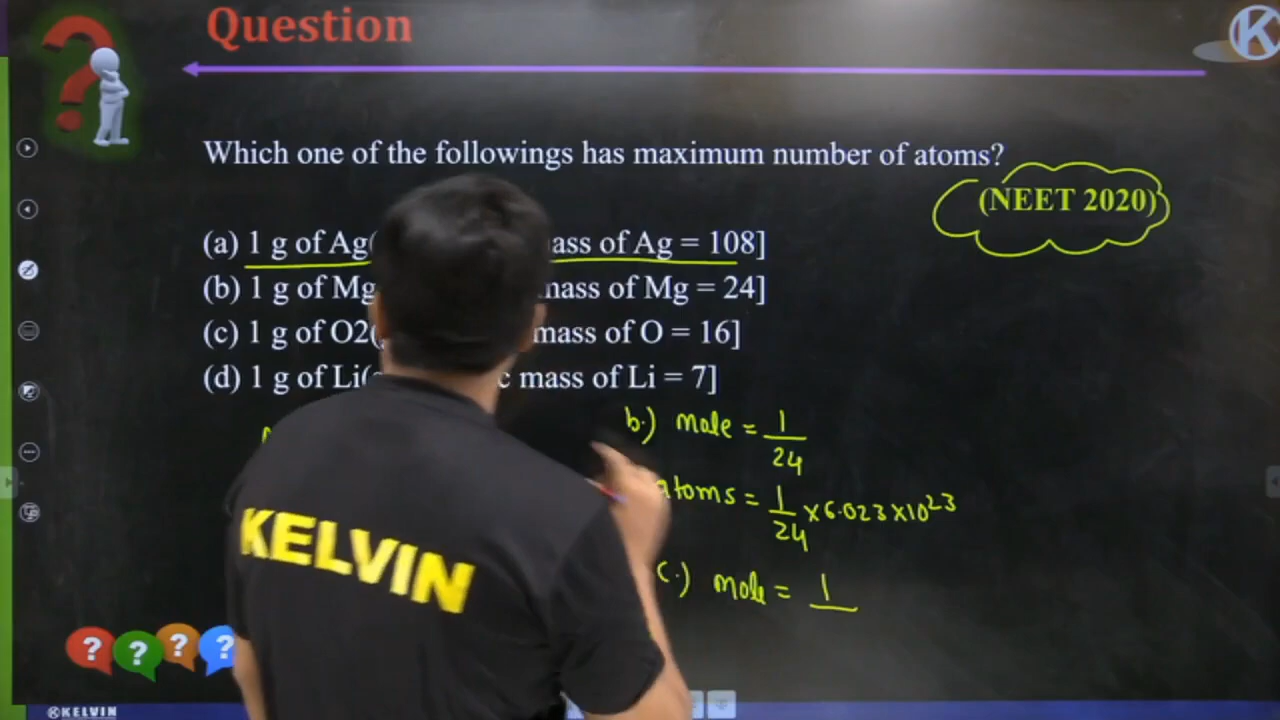 Question
Which one of the followings has maximum number of atoms?
(NEET 2020)
(a) 1 g of Ag( ass of Ag = 108]
(b) 1 g of Mg mass of Mg = 24]
(c) 1 g of O2( mass of O = 16]
(d) 1 g of Li( c mass of Li = 7]
b.) mole = 1/24
atoms = 1/24 × 6.023 × 10²³
c.) mole = 1
KELVIN
©KELVIN